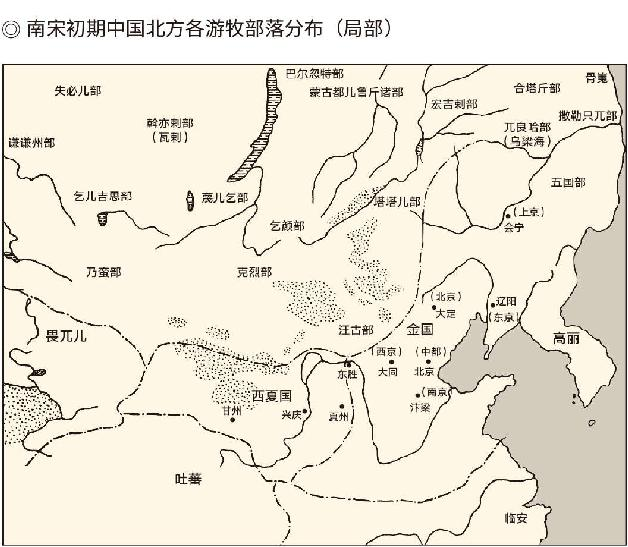 ◎ 南宋初期中国北方各游牧部落分布（局部）
巴尔忽特部
骨嵬
失必儿部
蒙古都儿鲁斤诸部
合塔斤部
宏吉剌部
撒勒只兀部
斡亦剌部
（瓦剌）
兀良哈部
（乌梁海）
谦谦州部
五国部
乞儿吉思部
蔑儿乞部
塔塔儿部
（上京）
会宁
乞颜部
乃蛮部
克烈部
（北京）
大定
辽阳
（东京）
畏兀儿
汪古部
金国
高丽
（西京）
大同
（中都）
北京
东胜
西夏国
（南京
汴梁
甘州
兴庆
夏州
吐蕃
临安